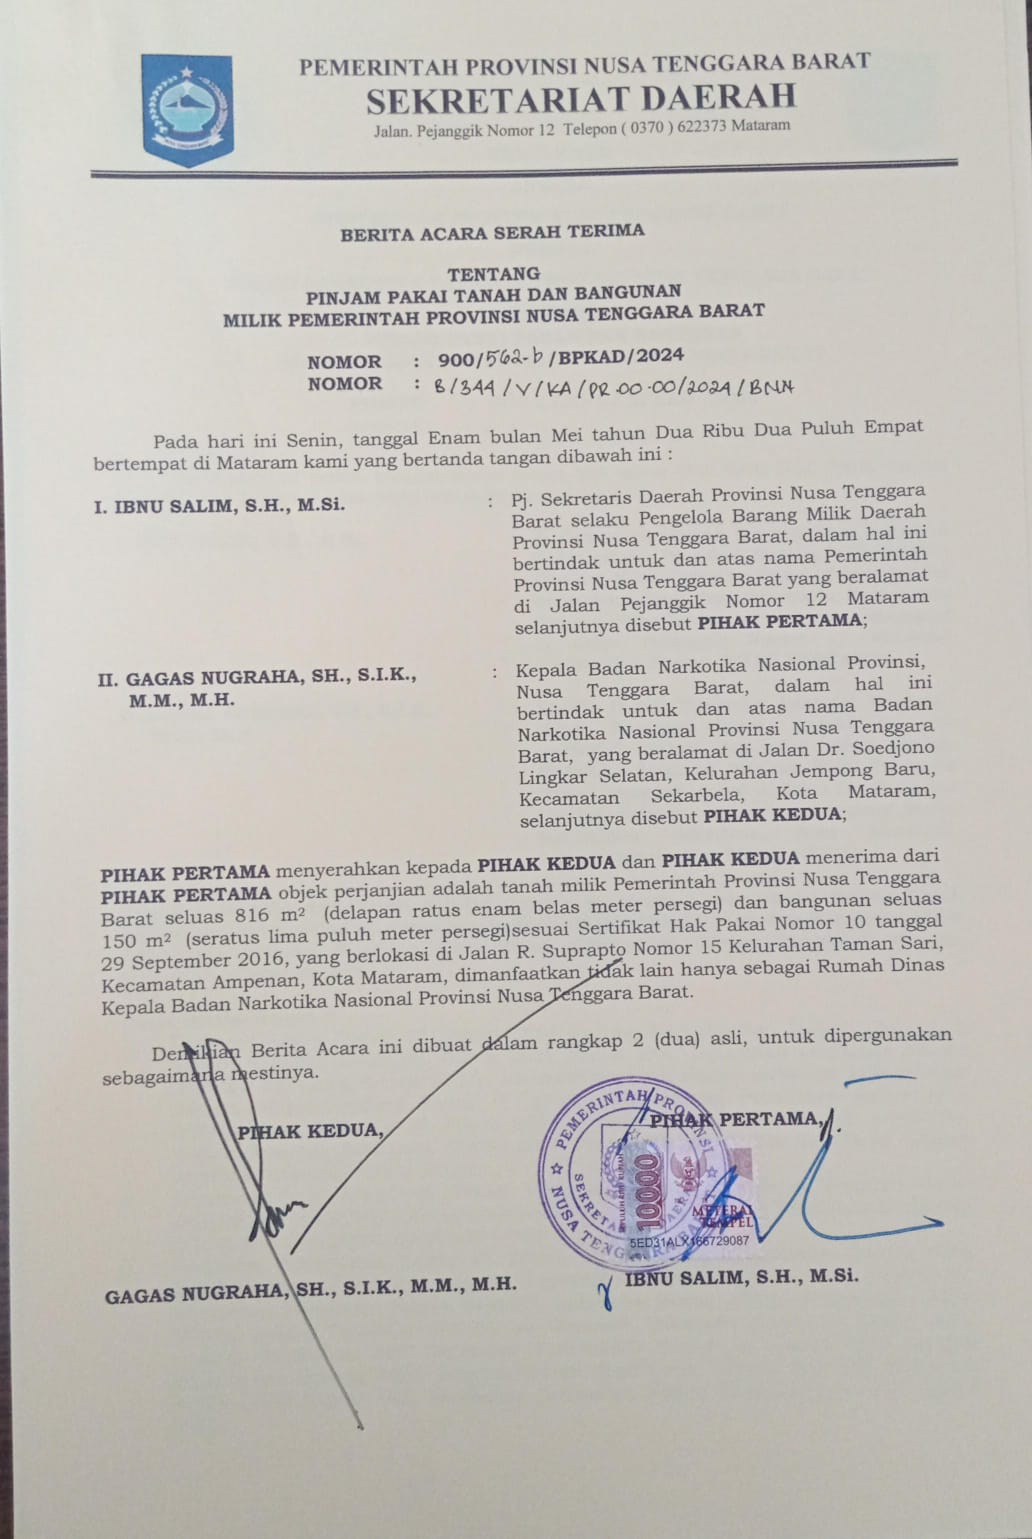 PEMERINTAH PROVINSI NUSA TENGGARA BARAT
SEKRETARIAT DAERAH
Jalan. Pejanggik Nomor 12 Telepon ( 0370 ) 622373 Mataram
BERITA ACARA SERAH TERIMA
TENTANG
PINJAM PAKAI TANAH DAN BANGUNAN
MILIK PEMERINTAH PROVINSI NUSA TENGGARA BARAT
NOMOR : 900/562-b/BPKAD/2024
NOMOR : B/344/V/KA/PR.00.00/2024/BNN
Pada hari ini Senin, tanggal Enam bulan Mei tahun Dua Ribu Dua Puluh Empat
bertempat di Mataram kami yang bertanda tangan dibawah ini :
I. IBNU SALIM, S.H., M.Si. : Pj. Sekretaris Daerah Provinsi Nusa Tenggara
Barat selaku Pengelola Barang Milik Daerah
Provinsi Nusa Tenggara Barat, dalam hal ini
bertindak untuk dan atas nama Pemerintah
Provinsi Nusa Tenggara Barat yang beralamat
di Jalan Pejanggik Nomor 12 Mataram
selanjutnya disebut PIHAK PERTAMA;
II. GAGAS NUGRAHA, SH., S.I.K., : Kepala Badan Narkotika Nasional Provinsi,
M.M., M.H. Nusa Tenggara Barat, dalam hal ini
bertindak untuk dan atas nama Badan
Narkotika Nasional Provinsi Nusa Tenggara
Barat, yang beralamat di Jalan Dr. Soedjono
Lingkar Selatan, Kelurahan Jempong Baru,
Kecamatan Sekarbela, Kota Mataram,
selanjutnya disebut PIHAK KEDUA;
PIHAK PERTAMA menyerahkan kepada PIHAK KEDUA dan PIHAK KEDUA menerima dari
PIHAK PERTAMA objek perjanjian adalah tanah milik Pemerintah Provinsi Nusa Tenggara
Barat seluas 816 m² (delapan ratus enam belas meter persegi) dan bangunan seluas
150 m² (seratus lima puluh meter persegi)sesuai Sertifikat Hak Pakai Nomor 10 tanggal
29 September 2016, yang berlokasi di Jalan R. Suprapto Nomor 15 Kelurahan Taman Sari,
Kecamatan Ampenan, Kota Mataram, dimanfaatkan tidak lain hanya sebagai Rumah Dinas
Kepala Badan Narkotika Nasional Provinsi Nusa Tenggara Barat.
Demikian Berita Acara ini dibuat dalam rangkap 2 (dua) asli, untuk dipergunakan
sebagaimana mestinya.
PIHAK KEDUA, PIHAK PERTAMA,
PEMERINTAH PROVINSI
NUSA TENGGARA BARAT
SEKRETARIAT DAERAH
10000
METERAI
TEMPEL
5ED31ALX166729087
GAGAS NUGRAHA, SH., S.I.K., M.M., M.H. IBNU SALIM, S.H., M.Si.